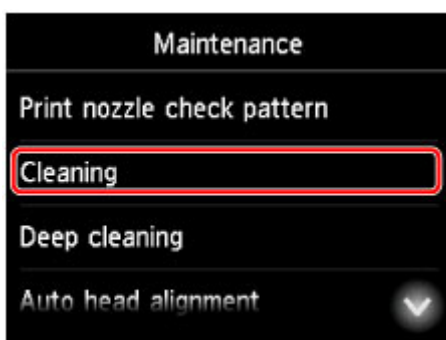 Maintenance
Print nozzle check pattern
Cleaning
Deep cleaning
Auto head alignment